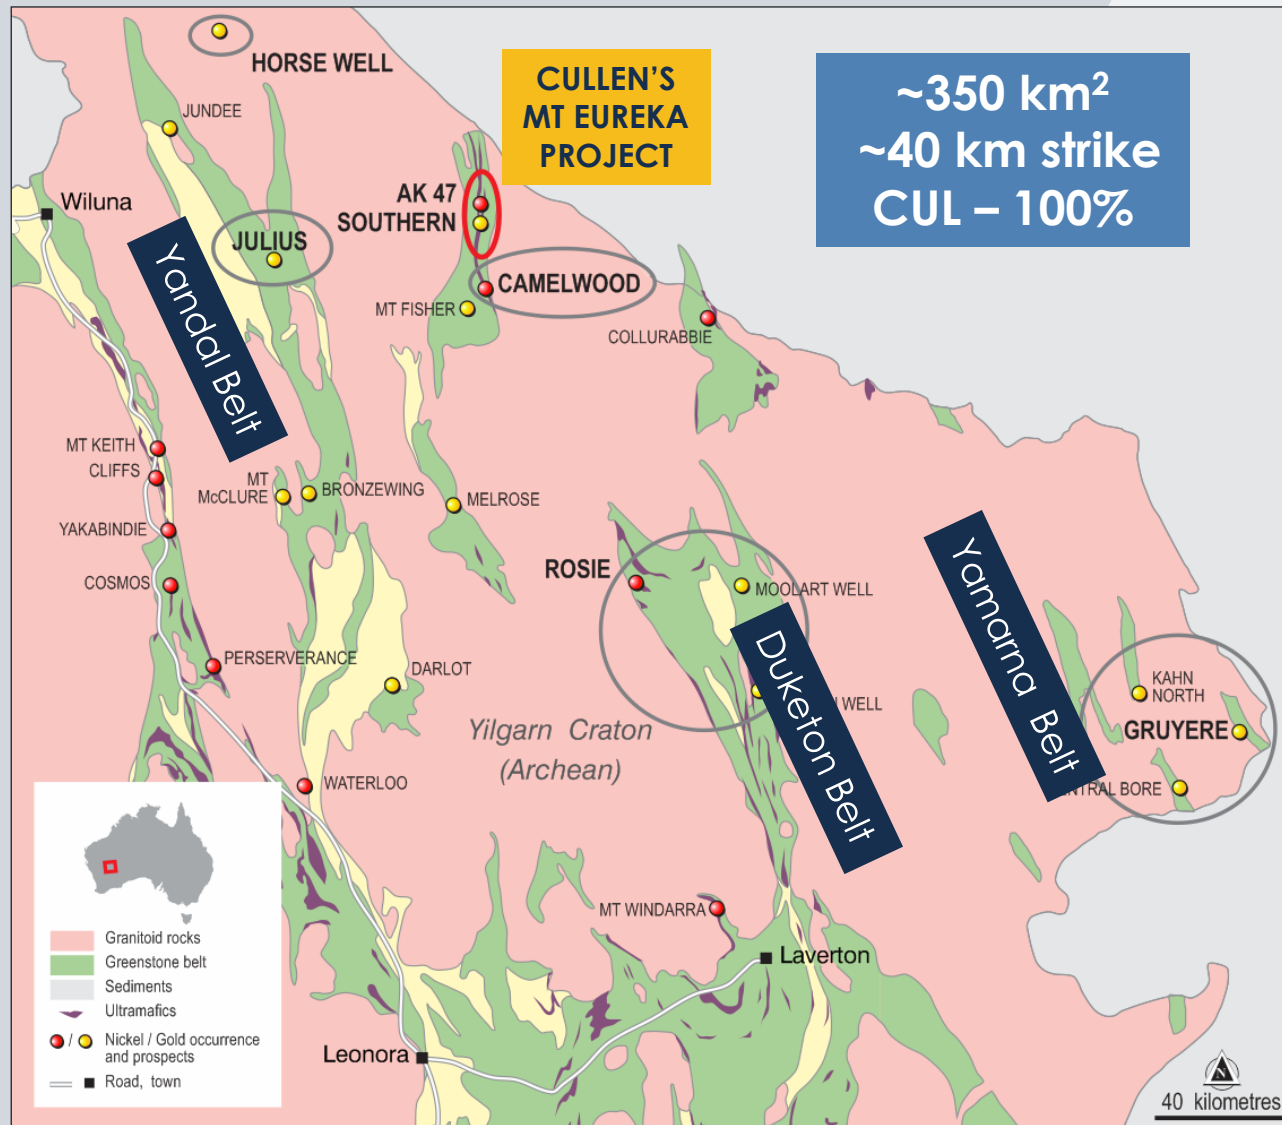 HORSE WELL
CULLEN'S
MT EUREKA
PROJECT
~350 km²
~40 km strike
CUL – 100%
JUNDEE
AK 47
SOUTHERN
Wiluna
JULIUS
CAMELWOOD
MT FISHER
COLLURABBIE
Yandal Belt
MT KEITH
CLIFFS
MT
McCLURE
BRONZEWING
MELROSE
YAKABINDIE
COSMOS
ROSIE
MOOLART WELL
Yamarna Belt
PERSERVERANCE
DARLOT
Duketon Belt
WELL
KAHN
NORTH
GRUYERE
Yilgarn Craton
(Archean)
WATERLOO
NTRAL BORE
MT WINDARRA
Laverton
Leonora
Granitoid rocks
Greenstone belt
Sediments
Ultramafics
/ Nickel / Gold occurrence
and prospects
Road, town
N
40 kilometres